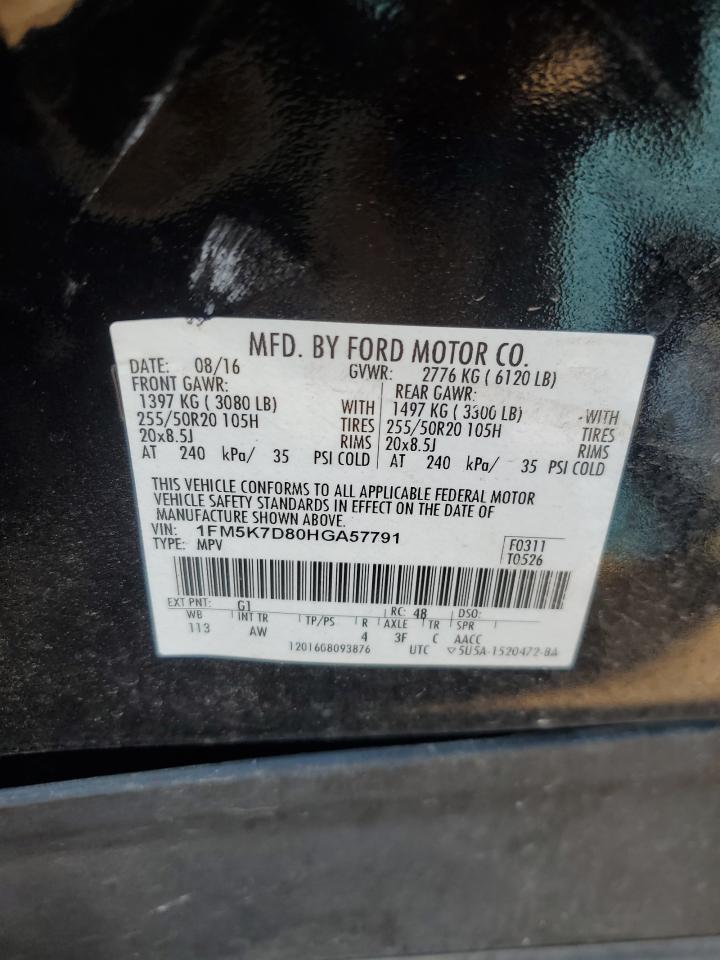 MFD. BY FORD MOTOR CO.
DATE: 08/16 GVWR: 2776 KG ( 6120 LB)
FRONT GAWR:
1397 KG ( 3080 LB) WITH
255/50R20 105H TIRES
20x8.5J RIMS
AT 240 kPa/ 35 PSI COLD
REAR GAWR:
1497 KG ( 3300 LB) WITH
255/50R20 105H TIRES
20x8.5J RIMS
AT 240 kPa/ 35 PSI COLD
THIS VEHICLE CONFORMS TO ALL APPLICABLE FEDERAL MOTOR
VEHICLE SAFETY STANDARDS IN EFFECT ON THE DATE OF
MANUFACTURE SHOWN ABOVE.
VIN: 1FM5K7D80HGA57791
TYPE: MPV
F0311
T0526
EXT PNT: G1 RC: 48 DSO:
WB INT TR TP/PS R AXLE TR SPR
113 AW 4 3F C AACC
1201608093876 UTC ▽5U5A-1520472-BA